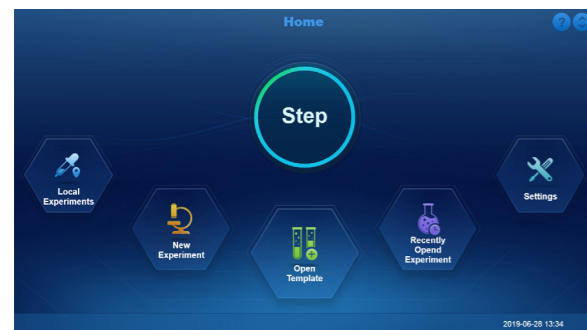 Home
?
Step
Local
Experiments
New
Experiment
Open
Template
Recently
Opend
Experiment
Settings
2019-06-28 13:34